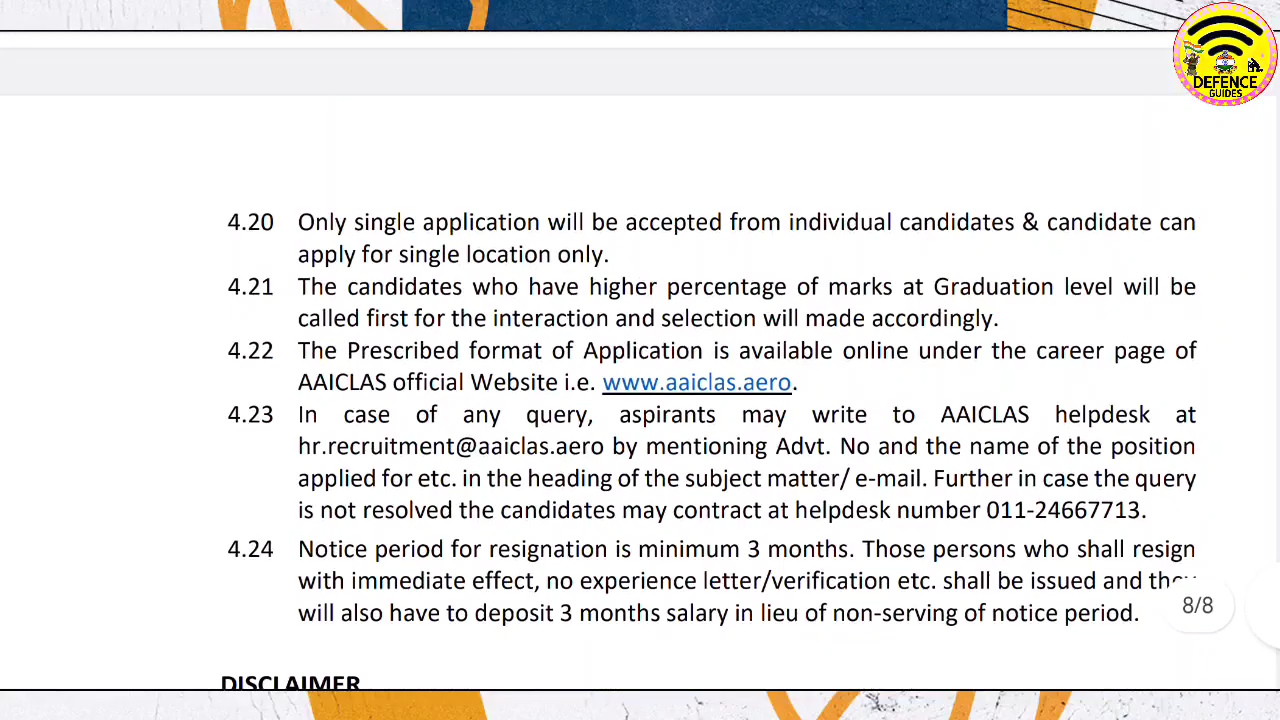 DEFENCE
GUIDES
4.20 Only single application will be accepted from individual candidates & candidate can
apply for single location only.
4.21 The candidates who have higher percentage of marks at Graduation level will be
called first for the interaction and selection will made accordingly.
4.22 The Prescribed format of Application is available online under the career page of
AAICLAS official Website i.e. www.aaiclas.aero.
4.23 In case of any query, aspirants may write to AAICLAS helpdesk at
hr.recruitment@aaiclas.aero by mentioning Advt. No and the name of the position
applied for etc. in the heading of the subject matter/ e-mail. Further in case the query
is not resolved the candidates may contract at helpdesk number 011-24667713.
4.24 Notice period for resignation is minimum 3 months. Those persons who shall resign
with immediate effect, no experience letter/verification etc. shall be issued and they
will also have to deposit 3 months salary in lieu of non-serving of notice period.
8/8
DISCLAIMER